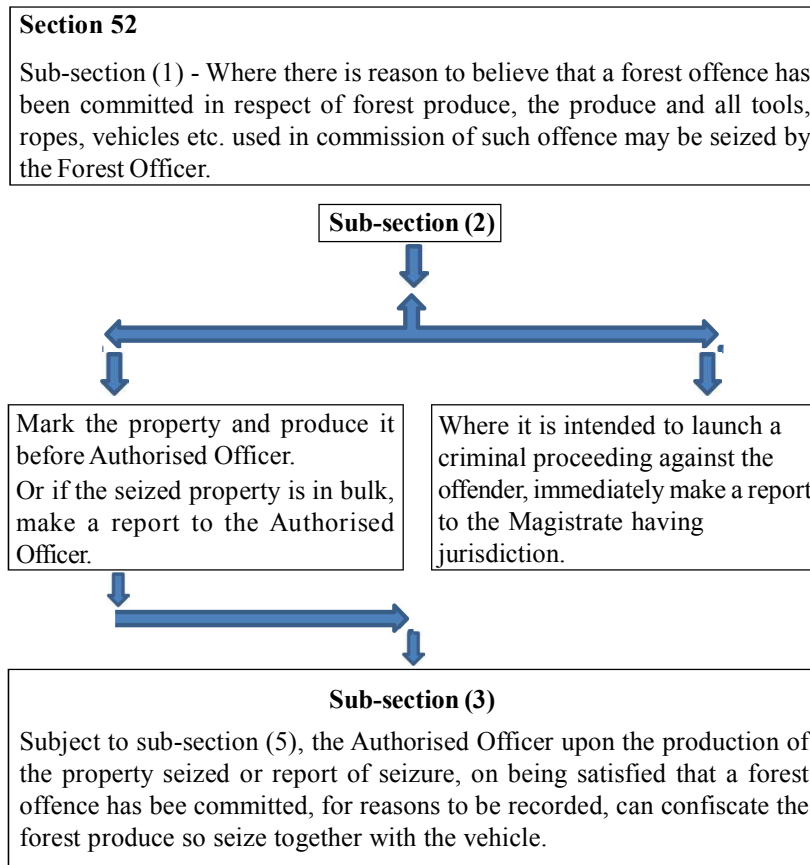 Section 52
Sub-section (1) - Where there is reason to believe that a forest offence has
been committed in respect of forest produce, the produce and all tools,
ropes, vehicles etc. used in commission of such offence may be seized by
the Forest Officer.
Sub-section (2)
Mark the property and produce it
before Authorised Officer.
Or if the seized property is in bulk,
make a report to the Authorised
Officer.
Where it is intended to launch a
criminal proceeding against the
offender, immediately make a report
to the Magistrate having
jurisdiction.
Sub-section (3)
Subject to sub-section (5), the Authorised Officer upon the production of
the property seized or report of seizure, on being satisfied that a forest
offence has bee committed, for reasons to be recorded, can confiscate the
forest produce so seize together with the vehicle.